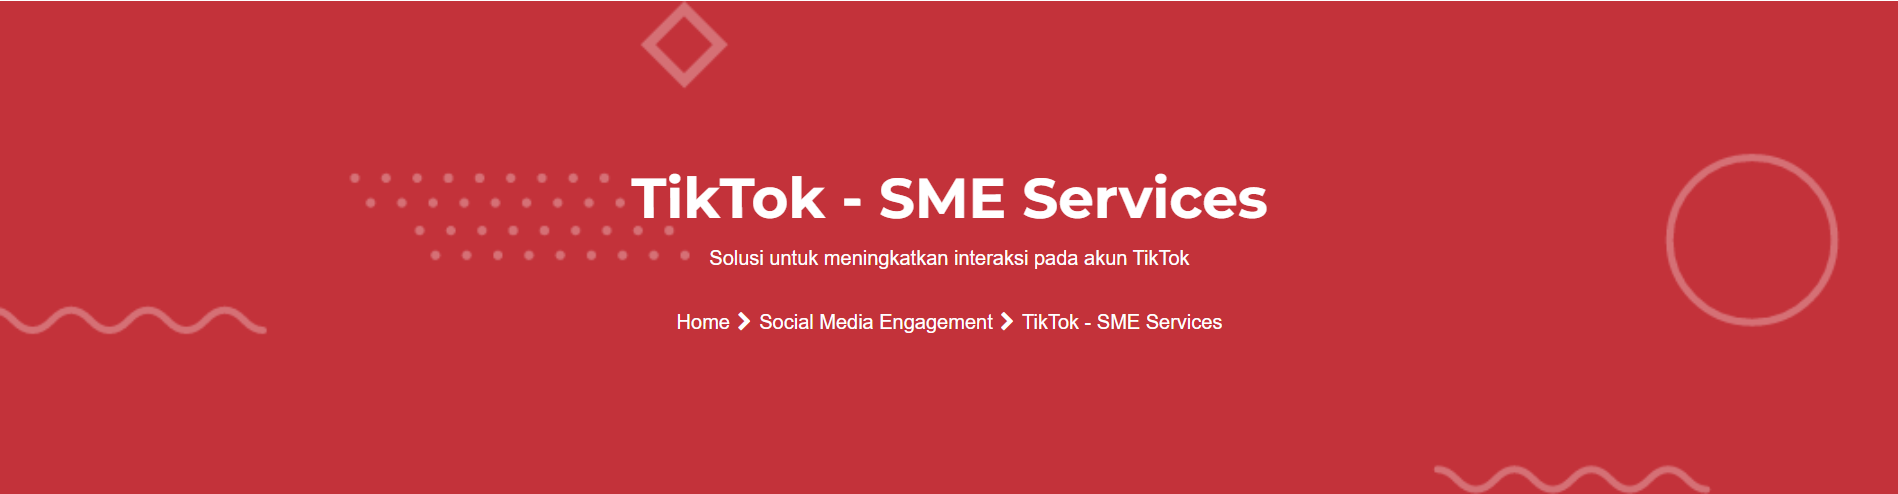 TikTok - SME Services
Solusi untuk meningkatkan interaksi pada akun TikTok
Home > Social Media Engagement > TikTok - SME Services